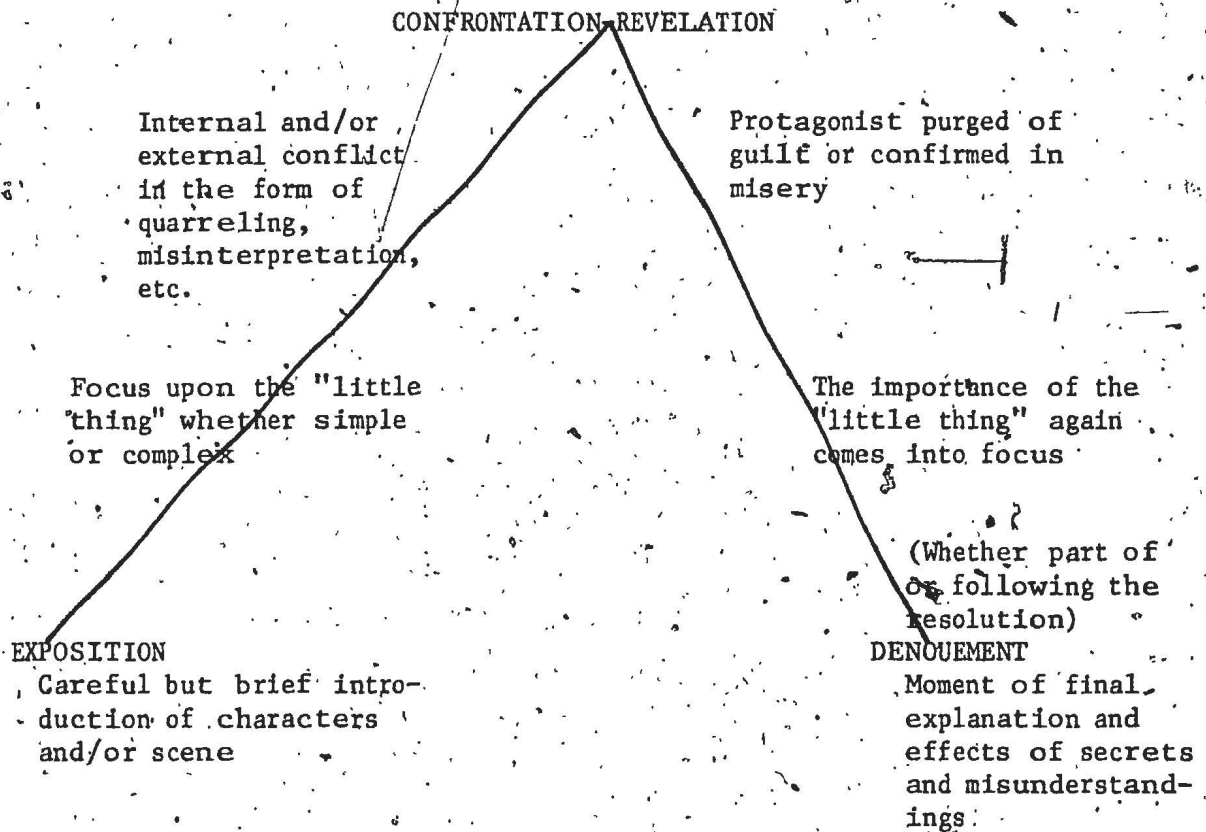 CONFRONTATION-REVELATION
Internal and/or
external conflict
in the form of
quarreling,
misinterpretation,
etc.
Protagonist purged of
guilt or confirmed in
misery
Focus upon the "little
thing" whether simple
or complex
The importance of the
"little thing" again
comes into focus
(Whether part of
or following the
resolution)
EXPOSITION
Careful but brief intro-
duction of characters
and/or scene
DENOUEMENT
Moment of final
explanation and
effects of secrets
and misunderstand-
ings.